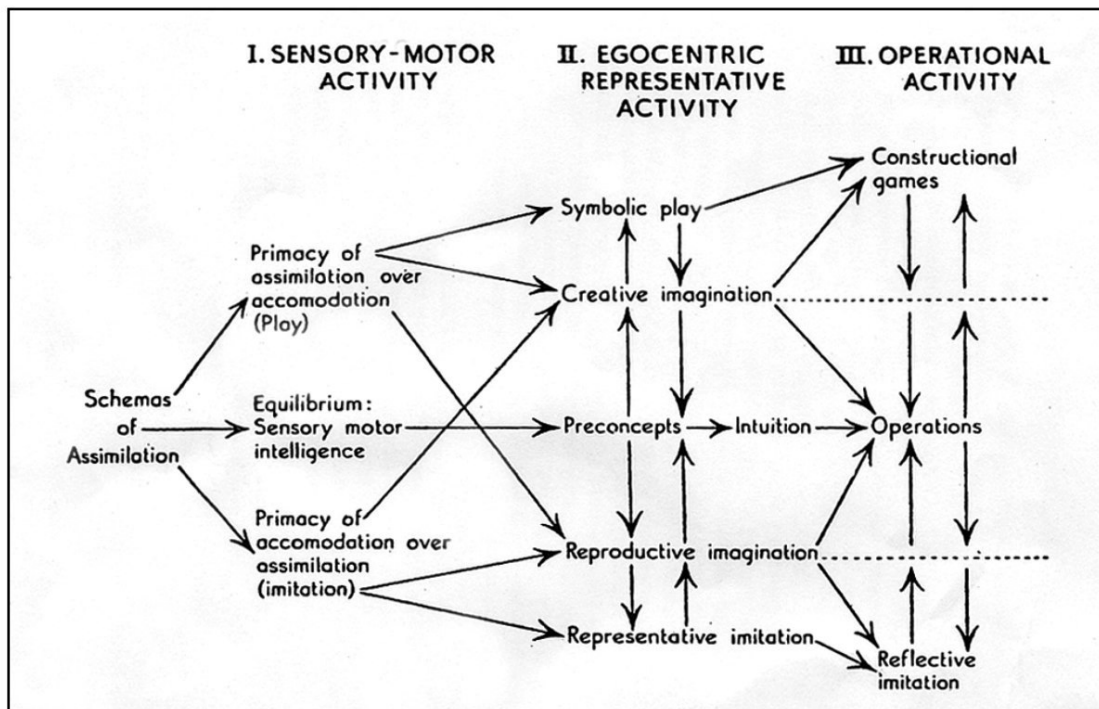 I. SENSORY-MOTOR
ACTIVITY
II. EGOCENTRIC
REPRESENTATIVE
ACTIVITY
III. OPERATIONAL
ACTIVITY
Constructional
games
Symbolic play
Primacy of
assimilation over
accomodation
(Play)
Creative imagination
Schemas
of
Assimilation
Equilibrium:
Sensory motor
intelligence
Preconcepts
Intuition
Operations
Primacy of
accomodation over
assimilation
(imitation)
Reproductive imagination
Representative imitation
Reflective
imitation